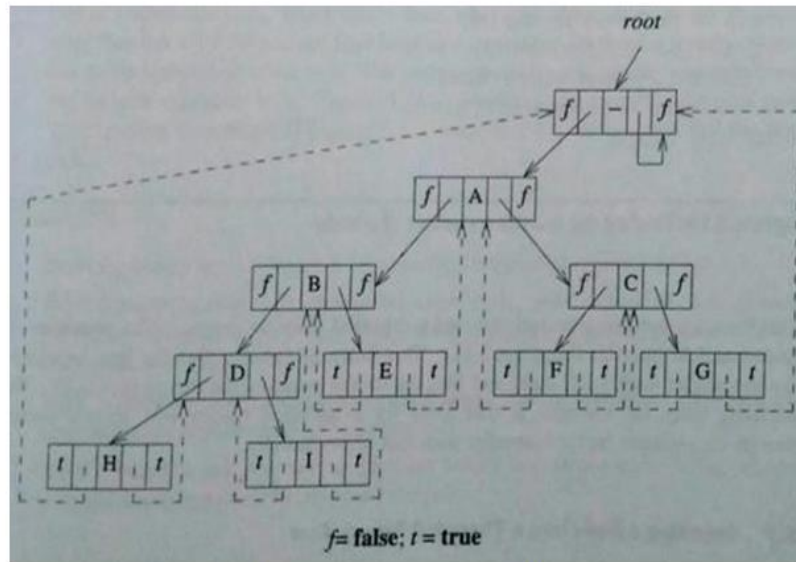 root
f - f
f A f
f B f
f C f
f D f
t E t
t F t
t G t
t H t
t I t
f= false; t = true